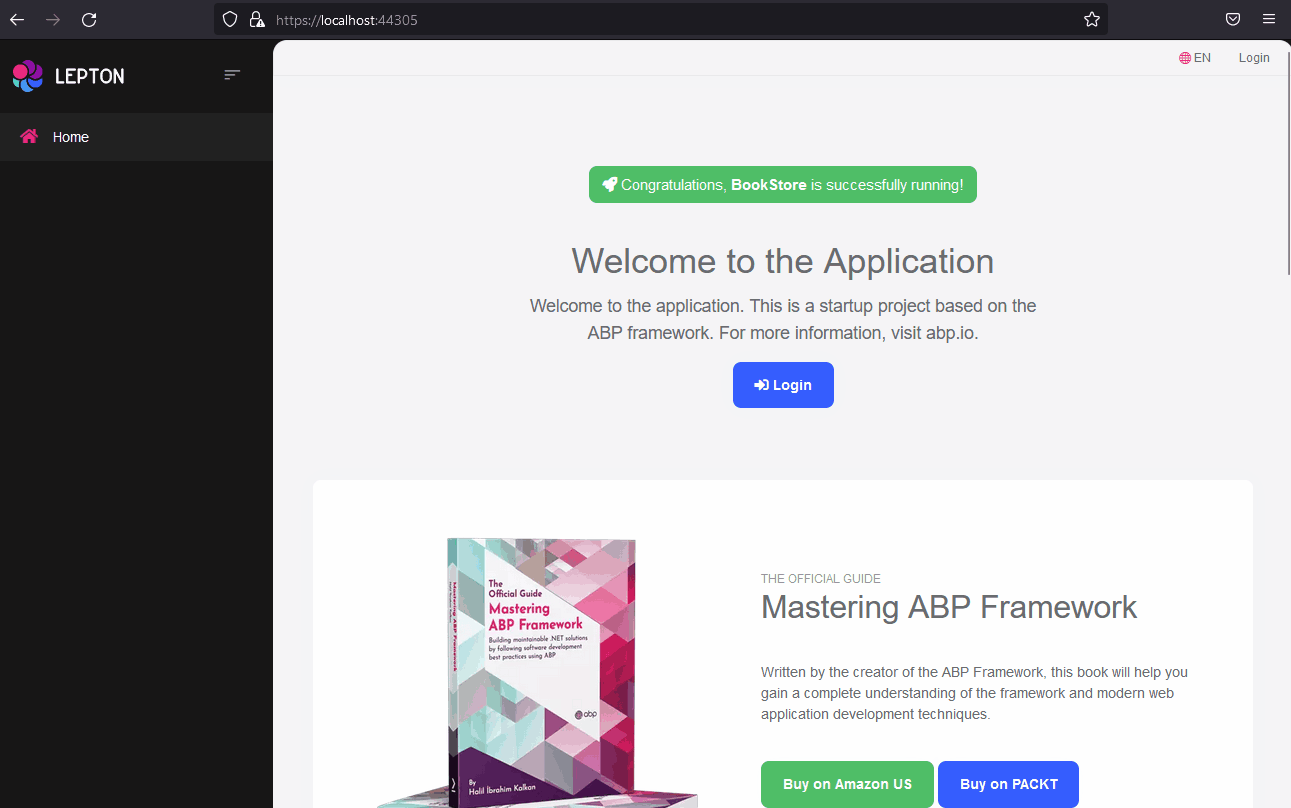 https://localhost:44305
LEPTON
EN
Login
Home
Congratulations, BookStore is successfully running!
Welcome to the Application
Welcome to the application. This is a startup project based on the
ABP framework. For more information, visit abp.io.
Login
The
Official Guide
Mastering
ABP Framework
Building maintainable .NET solutions
by following software development
best practices using ABP
abp
By
Halil İbrahim Kalkan
THE OFFICIAL GUIDE
Mastering ABP Framework
Written by the creator of the ABP Framework, this book will help you
gain a complete understanding of the framework and modern web
application development techniques.
Buy on Amazon US
Buy on PACKT